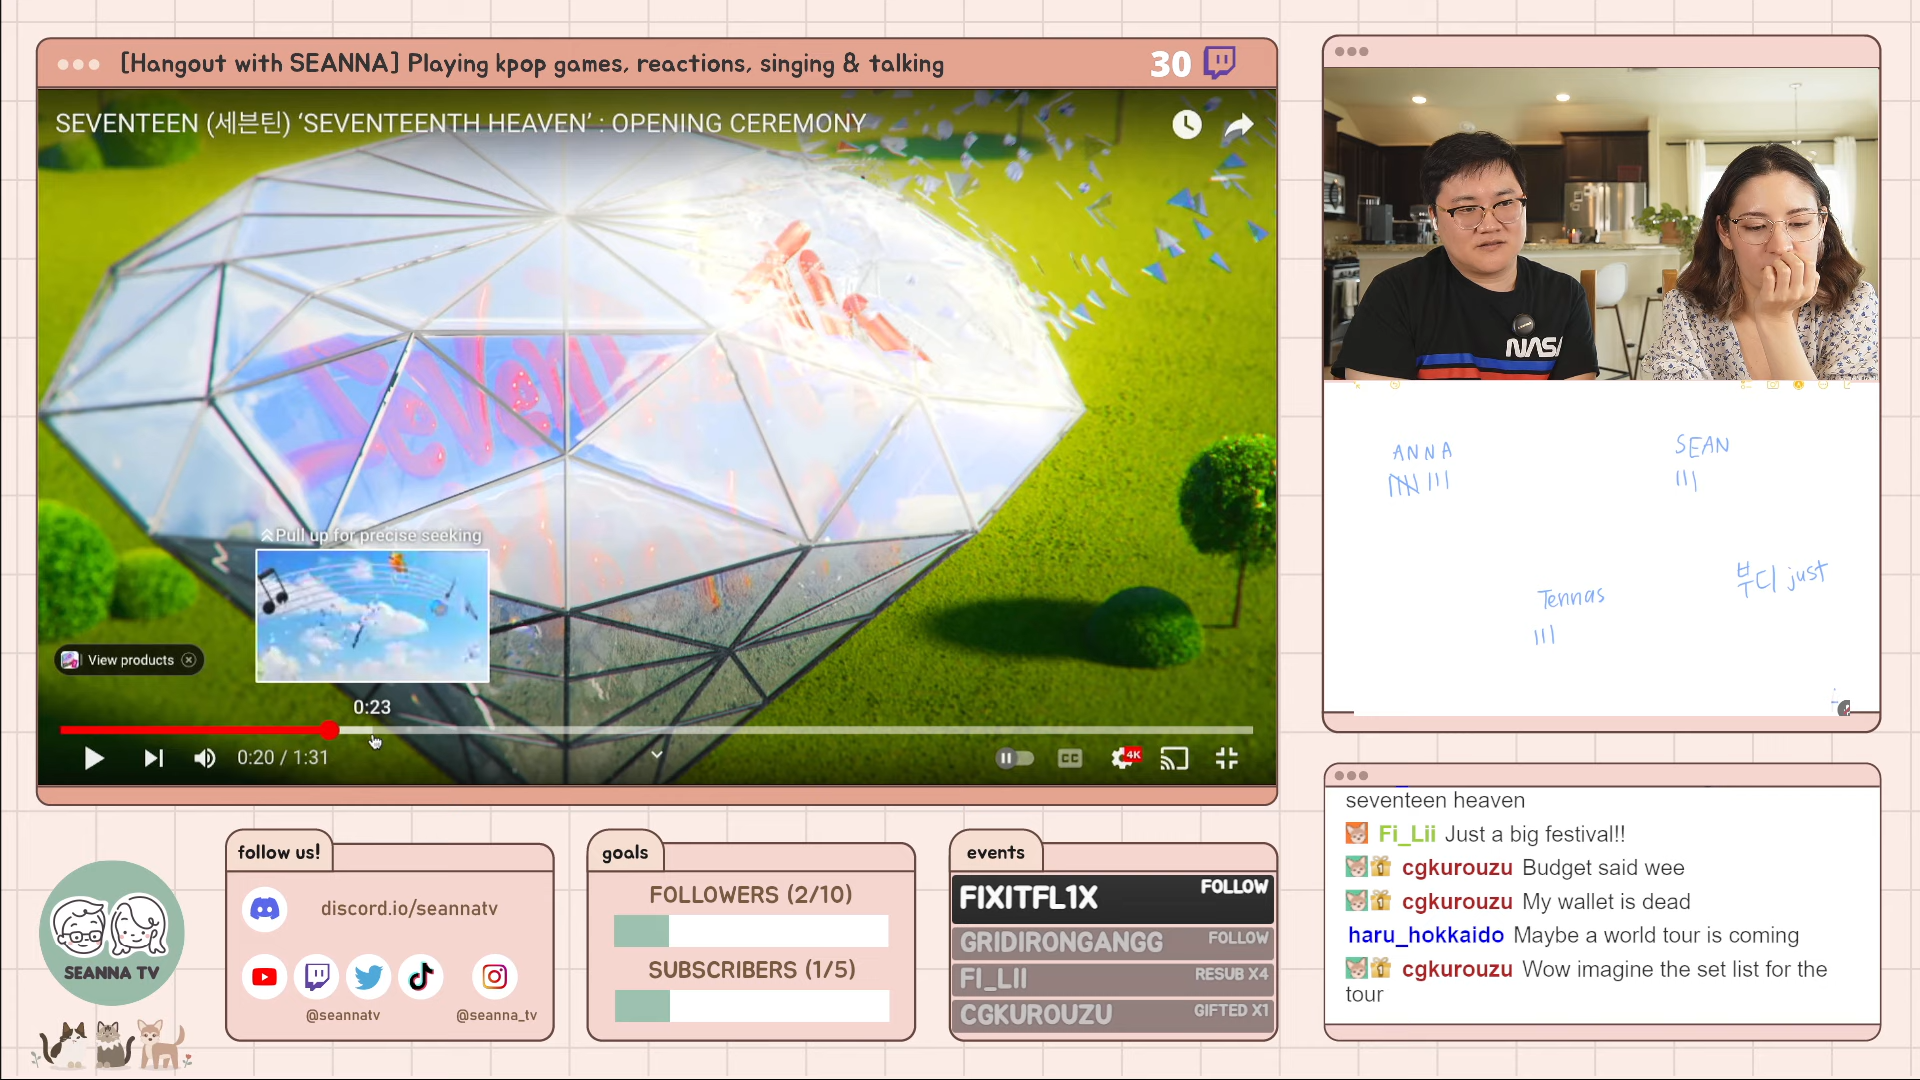 [Hangout with SEANNA] Playing kpop games, reactions, singing & talking
30
SEVENTEEN (세븐틴) ‘SEVENTEENTH HEAVEN’ : OPENING CEREMONY
SEVENT
Pull up for precise seeking
View products
0:23
0:20 / 1:31
CC
4K
NASA
ANNA
SEAN
부디 just
Tennas
seventeen heaven
Fi_Lii Just a big festival!!
cgkurouzu Budget said wee
cgkurouzu My wallet is dead
haru_hokkaido Maybe a world tour is coming
cgkurouzu Wow imagine the set list for the
tour
SEANNA TV
follow us!
discord.io/seannatv
@seannatv
@seanna_tv
goals
FOLLOWERS (2/10)
SUBSCRIBERS (1/5)
events
FIXITFL1X FOLLOW
GRIDIRONGANGG FOLLOW
FI_LII RESUB X4
CGKUROUZU GIFTED X1